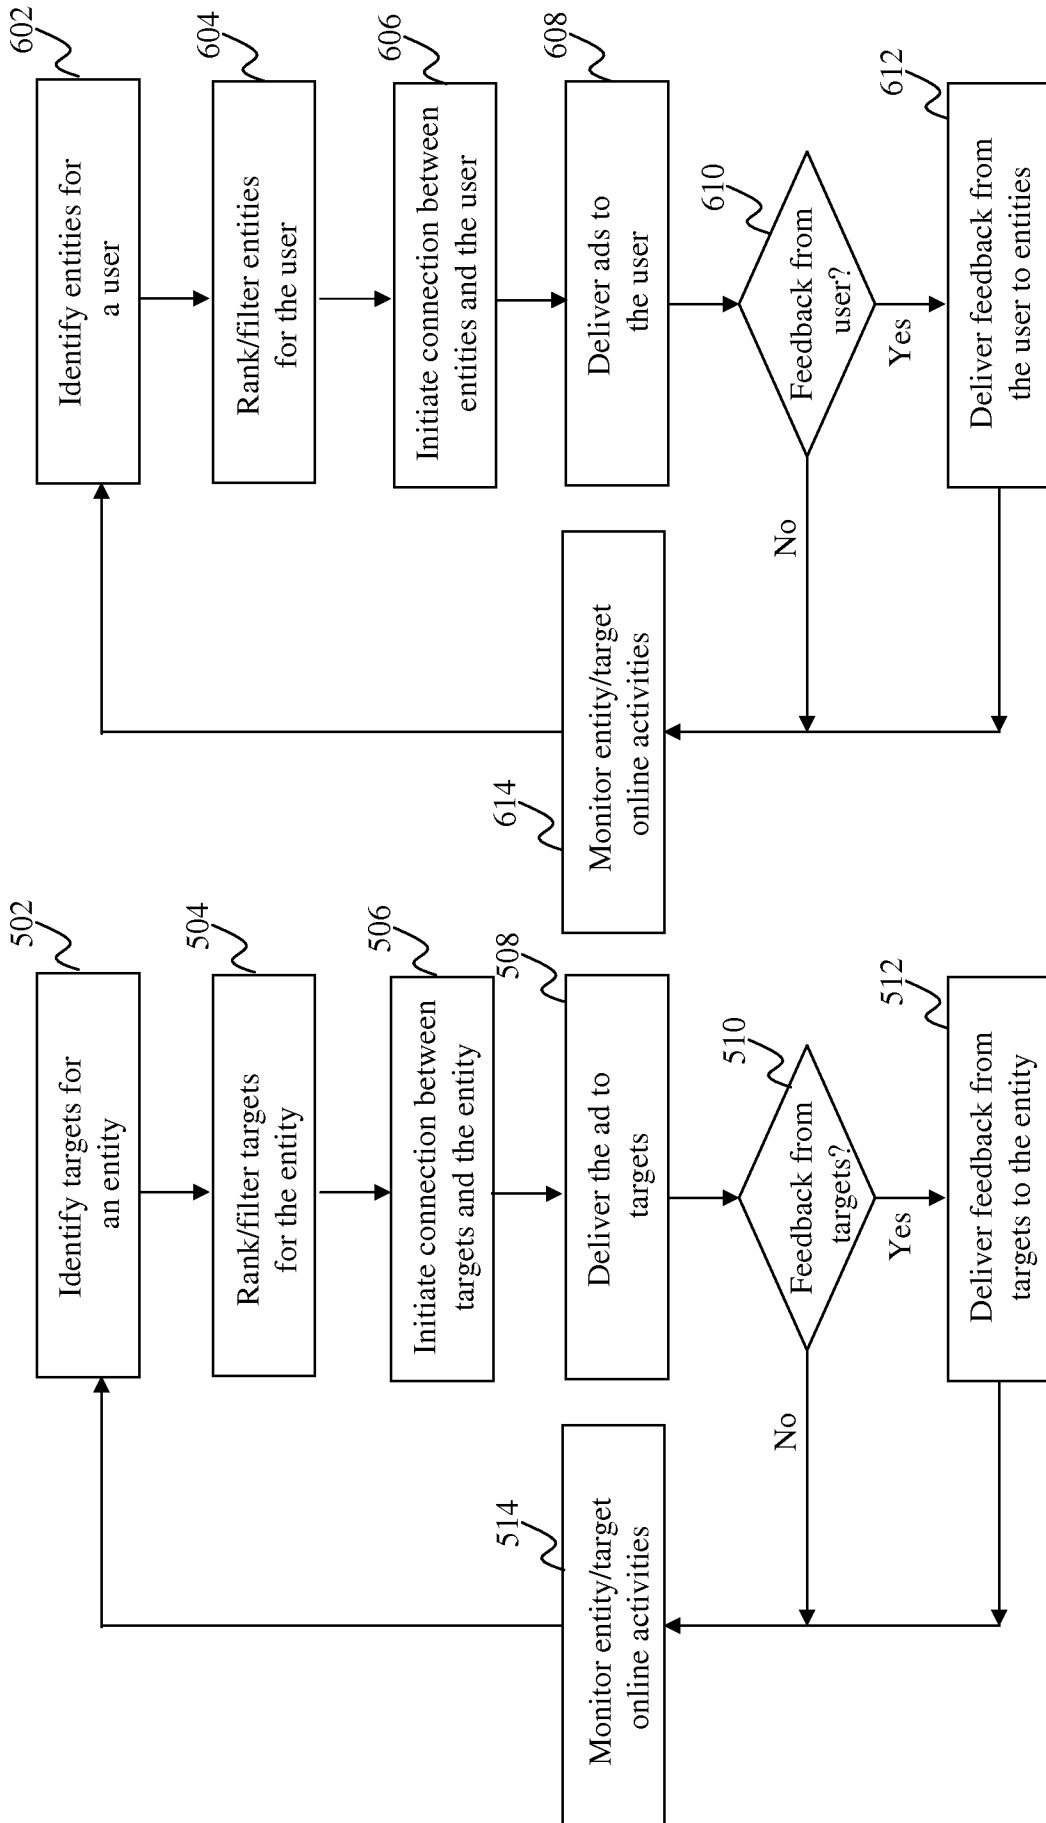 502
Identify targets for
an entity
504
Rank/filter targets
for the entity
506
Initiate connection between
targets and the entity
508
Deliver the ad to
targets
510
Feedback from
targets?
No
Yes
512
Deliver feedback from
targets to the entity
514
Monitor entity/target
online activities
602
Identify entities for
a user
604
Rank/filter entities
for the user
606
Initiate connection between
entities and the user
608
Deliver ads to
the user
610
Feedback from
user?
No
Yes
612
Deliver feedback from
the user to entities
614
Monitor entity/target
online activities